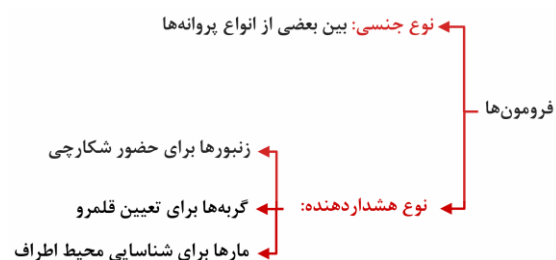 نوع جنسی: بین بعضی از انواع پروانه‌ها
فرومون‌ها
زنبورها برای حضور شکارچی
نوع هشداردهنده: گربه‌ها برای تعیین قلمرو
مارها برای شناسایی محیط اطراف